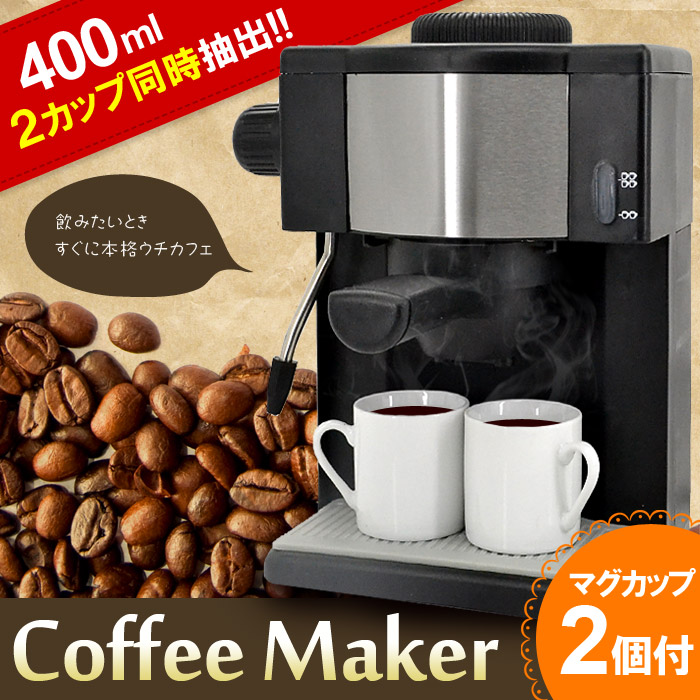 400ml
2カップ同時抽出!!
飲みたいとき
すぐに本格ウチカフェ
マグカップ
2個付
Coffee Maker